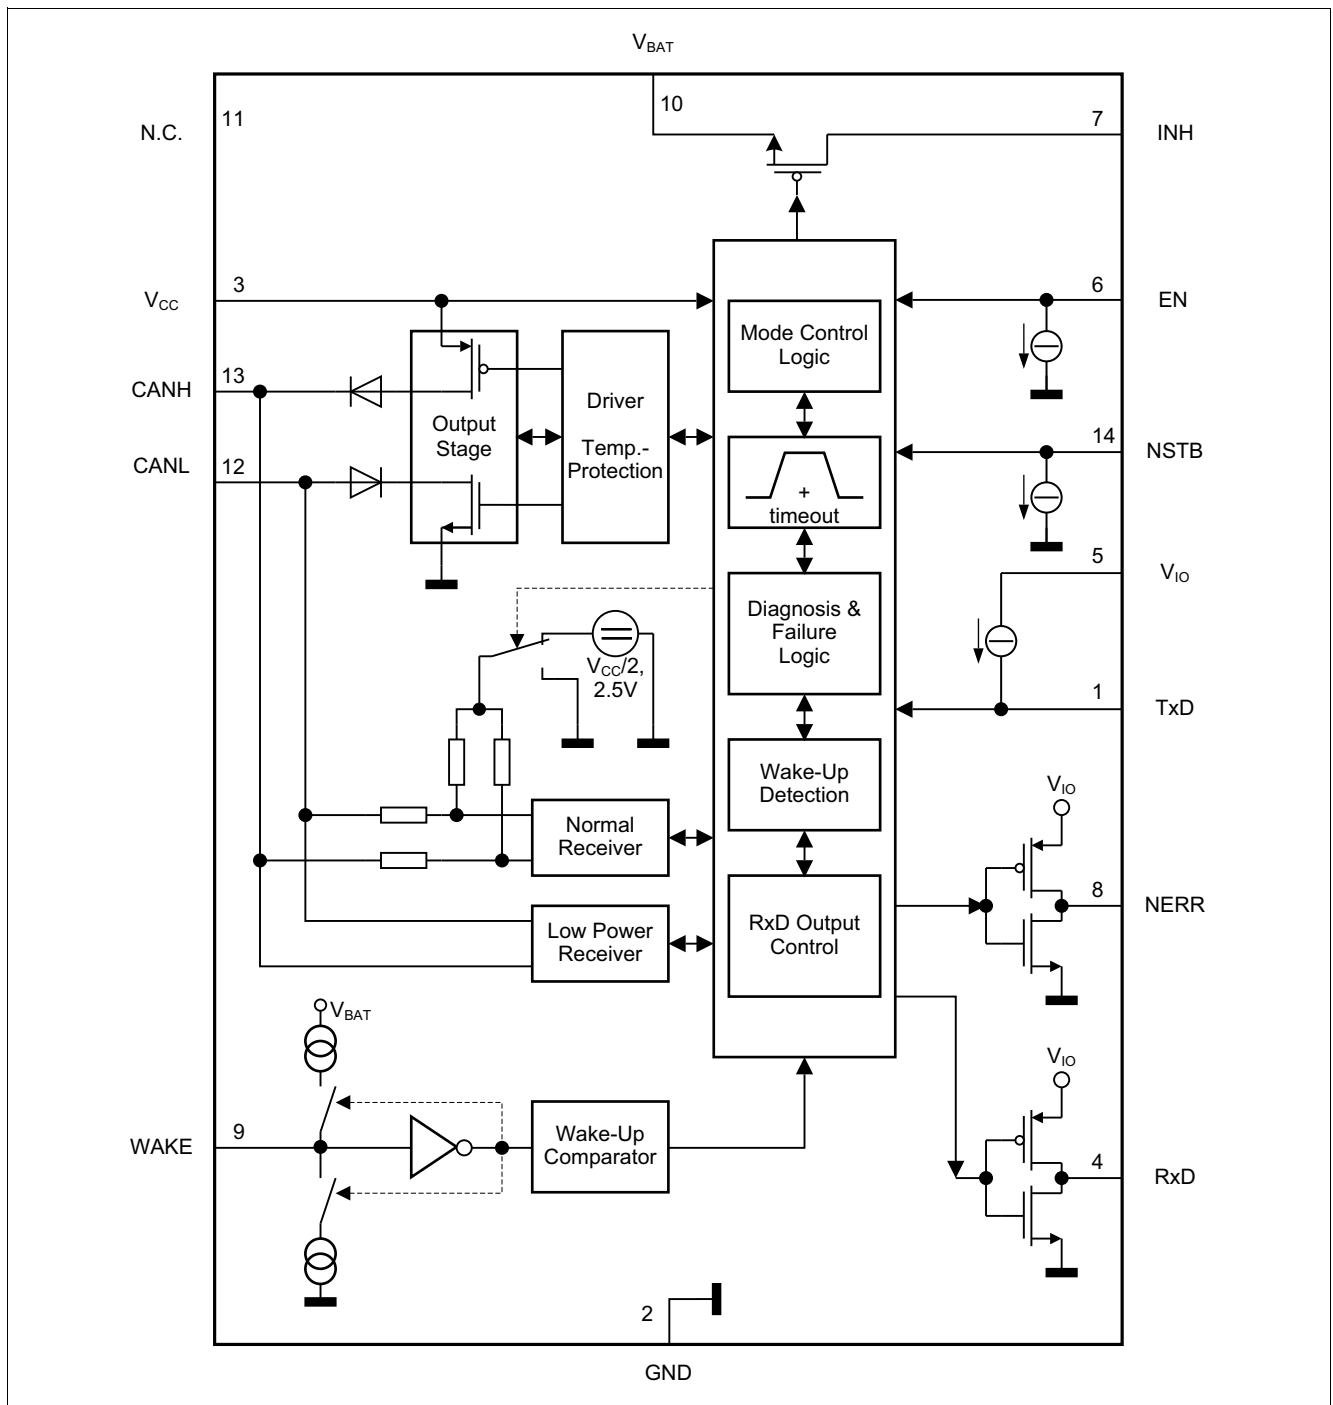 VBAT
10
11
N.C.
7
INH
3
VCC
6
EN
Mode Control
Logic
13
CANH
Output
Stage
Driver
Temp.-
Protection
12
CANL
14
NSTB
+
timeout
5
VIO
Diagnosis &
Failure
Logic
VCC/2,
2.5V
1
TxD
Wake-Up
Detection
VIO
Normal
Receiver
8
NERR
Low Power
Receiver
RxD Output
Control
VBAT
VIO
9
WAKE
Wake-Up
Comparator
4
RxD
2
GND